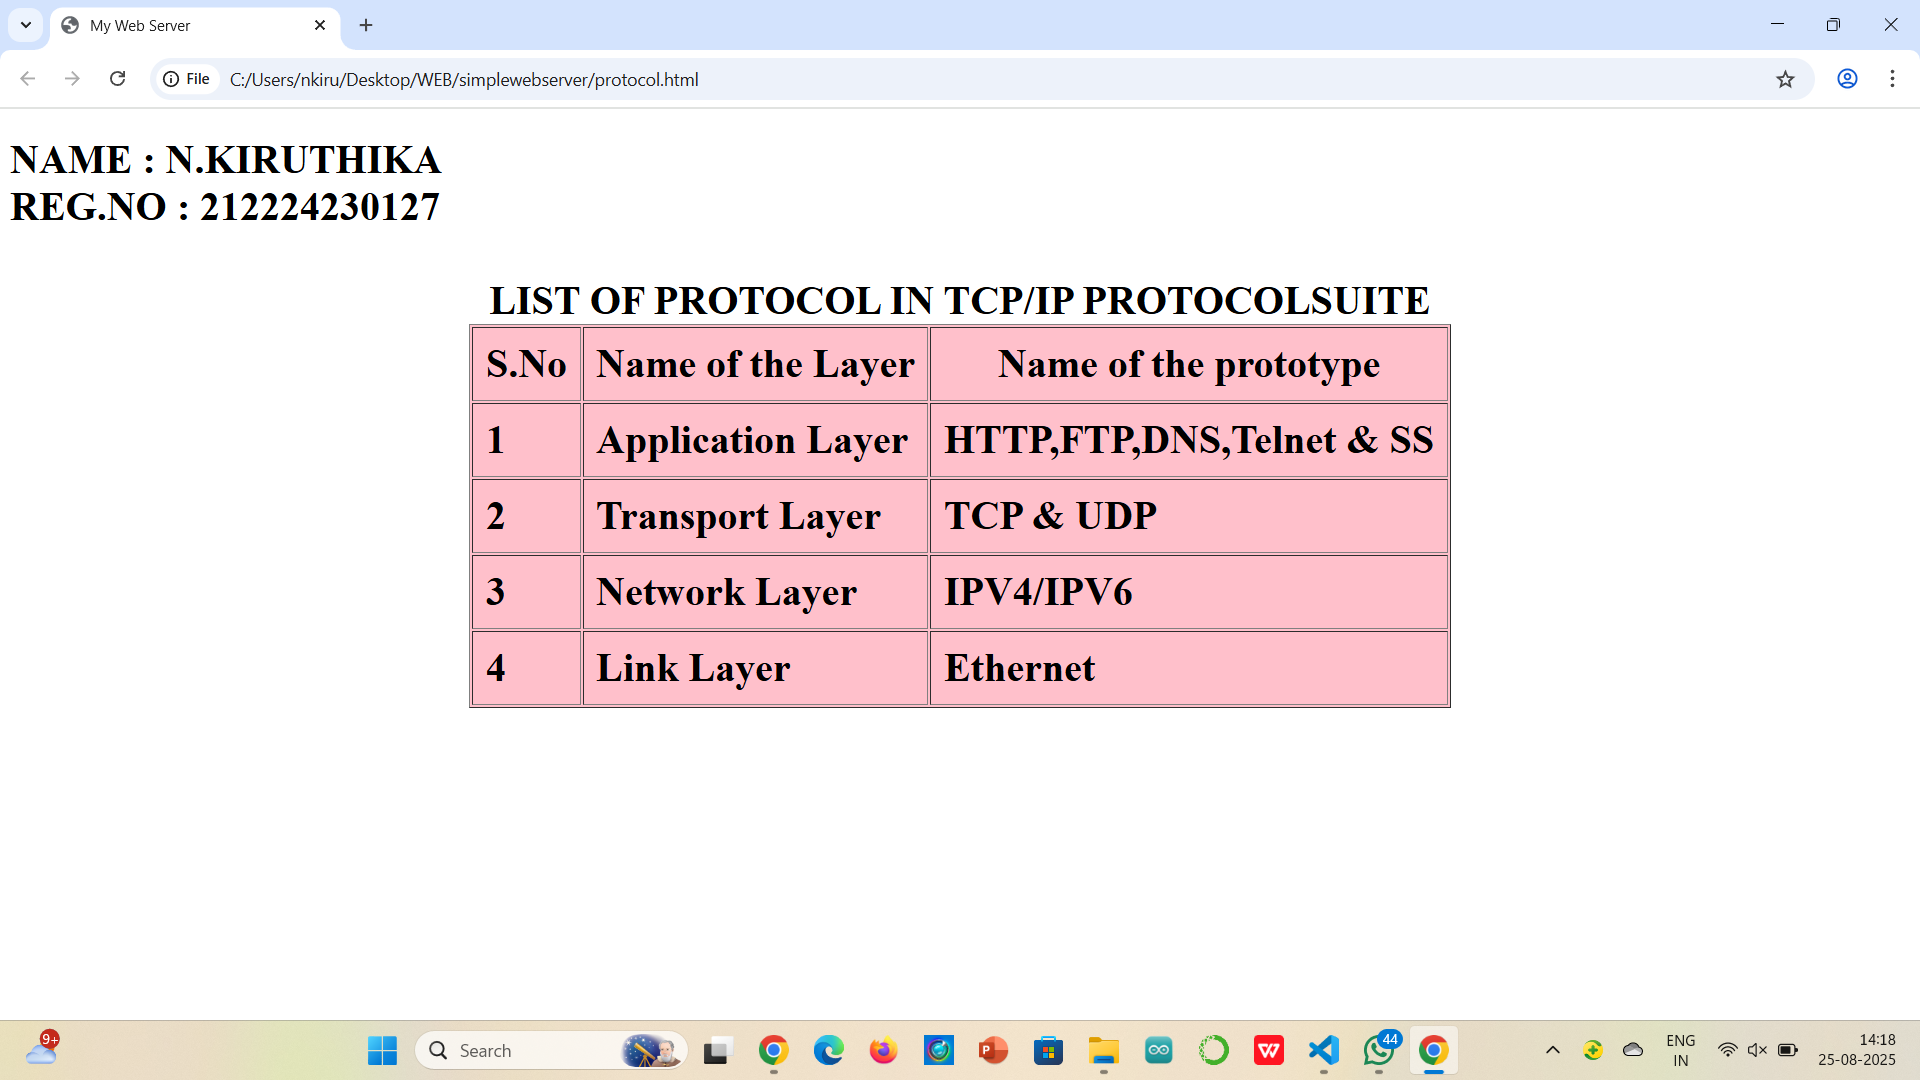 My Web Server
File C:/Users/nkiru/Desktop/WEB/simplewebserver/protocol.html
NAME : N.KIRUTHIKA
REG.NO : 212224230127
LIST OF PROTOCOL IN TCP/IP PROTOCOLSUITE
S.No Name of the Layer Name of the prototype
1 Application Layer HTTP,FTP,DNS,Telnet & SS
2 Transport Layer TCP & UDP
3 Network Layer IPV4/IPV6
4 Link Layer Ethernet
9+
Search
P
W
44
ENG
IN
14:18
25-08-2025